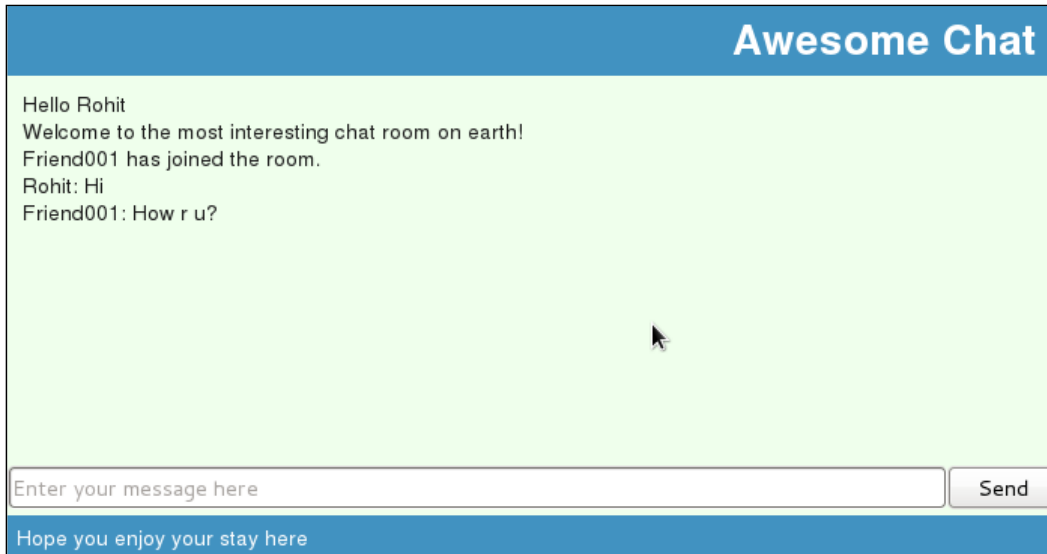 Awesome Chat
Hello Rohit
Welcome to the most interesting chat room on earth!
Friend001 has joined the room.
Rohit: Hi
Friend001: How r u?
Enter your message here
Send
Hope you enjoy your stay here